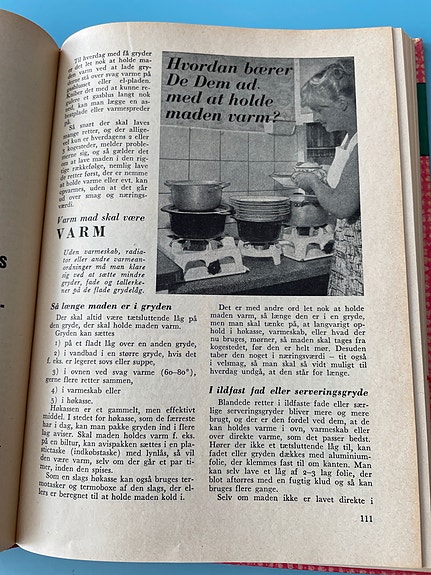 Til hverdag med få gryder
er det let nok at holde ma-
den varm ved at lade gry-
derne stå over svag varme på
gasblusset eller el-pladen.
det med at kunne re-
gulere et gasblus langt nok
ned, kan man lægge en as-
bestplade eller varmespreder
på.
Så snart der skal laves
mange retter, og der allige-
vel kun er hverdagens 2 eller
3 kogesteder, melder proble-
merne sig, og så gælder det
om at lave maden i den rig-
tige rækkefølge, nemlig lave
de retter først, der er nemme
at holde varme eller evt. kan
opvarmes, uden at det går
ud over smag og nærings-
værdi.
Varm mad skal være
VARM
Uden varmeskab, radia-
tor eller andre varmean-
ordninger må man klare
sig ved at sætte mindre
gryder, fade og tallerke-
ner på de flade grydelåg.
Så længe maden er i gryden
Der skal altid være tætsluttende låg på
den gryde, der skal holde maden varm.
Gryden kan sættes
1) på et fladt låg over en anden gryde,
2) i vandbad i en større gryde, hvis det
f. eks. er legeret sovs eller suppe,
3) i ovnen ved svag varme (60-80°),
gerne flere retter sammen,
4) i varmeskab eller
5) i høkasse.
Høkassen er et gammelt, men effektivt
middel. I stedet for høkasse, som de færreste
har i dag, kan man pakke gryden ind i flere
lag aviser. Skal maden holdes varm f. eks.
på en biltur, kan avispakken sættes i en pla-
stictaske (indkøbstaske) med lynlås, så vil
den være varm, selv om der går et par ti-
mer, inden den spises.
Som en slags høkasse kan også bruges ter-
motasker og termoboxe af den slags, der el-
lers er beregnet til at holde maden kold i.
Hvordan bærer
De Dem ad
med at holde
maden varm?
Det er med andre ord let nok at holde
maden varm, så længe den er i en gryde,
men man skal tænke på, at langvarigt op-
hold i høkasse, varmeskab, eller hvad der
nu bruges, mørner, så maden skal tages fra
kogestedet, før den er helt mør. Desuden
taber den noget i næringsværdi – tit også
i velsmag, så man skal så vidt muligt til
hverdag undgå, at den står for længe.
I ildfast fad eller serveringsgryde
Blandede retter i ildfaste fade eller sær-
lige serveringsgryder bliver mere og mere
brugt, og der er den fordel ved dem, at de
kan holdes varme i ovn, varmeskab eller
over direkte varme, som det passer bedst.
Hører der ikke et tætsluttende låg til, kan
fadet eller gryden dækkes med aluminium-
folie, der klemmes fast til om kanten. Man
kan selv lave et låg af 2-3 lag folie, der
blot aftørres med en fugtig klud og så kan
bruges flere gange.
Selv om maden ikke er lavet direkte i
111